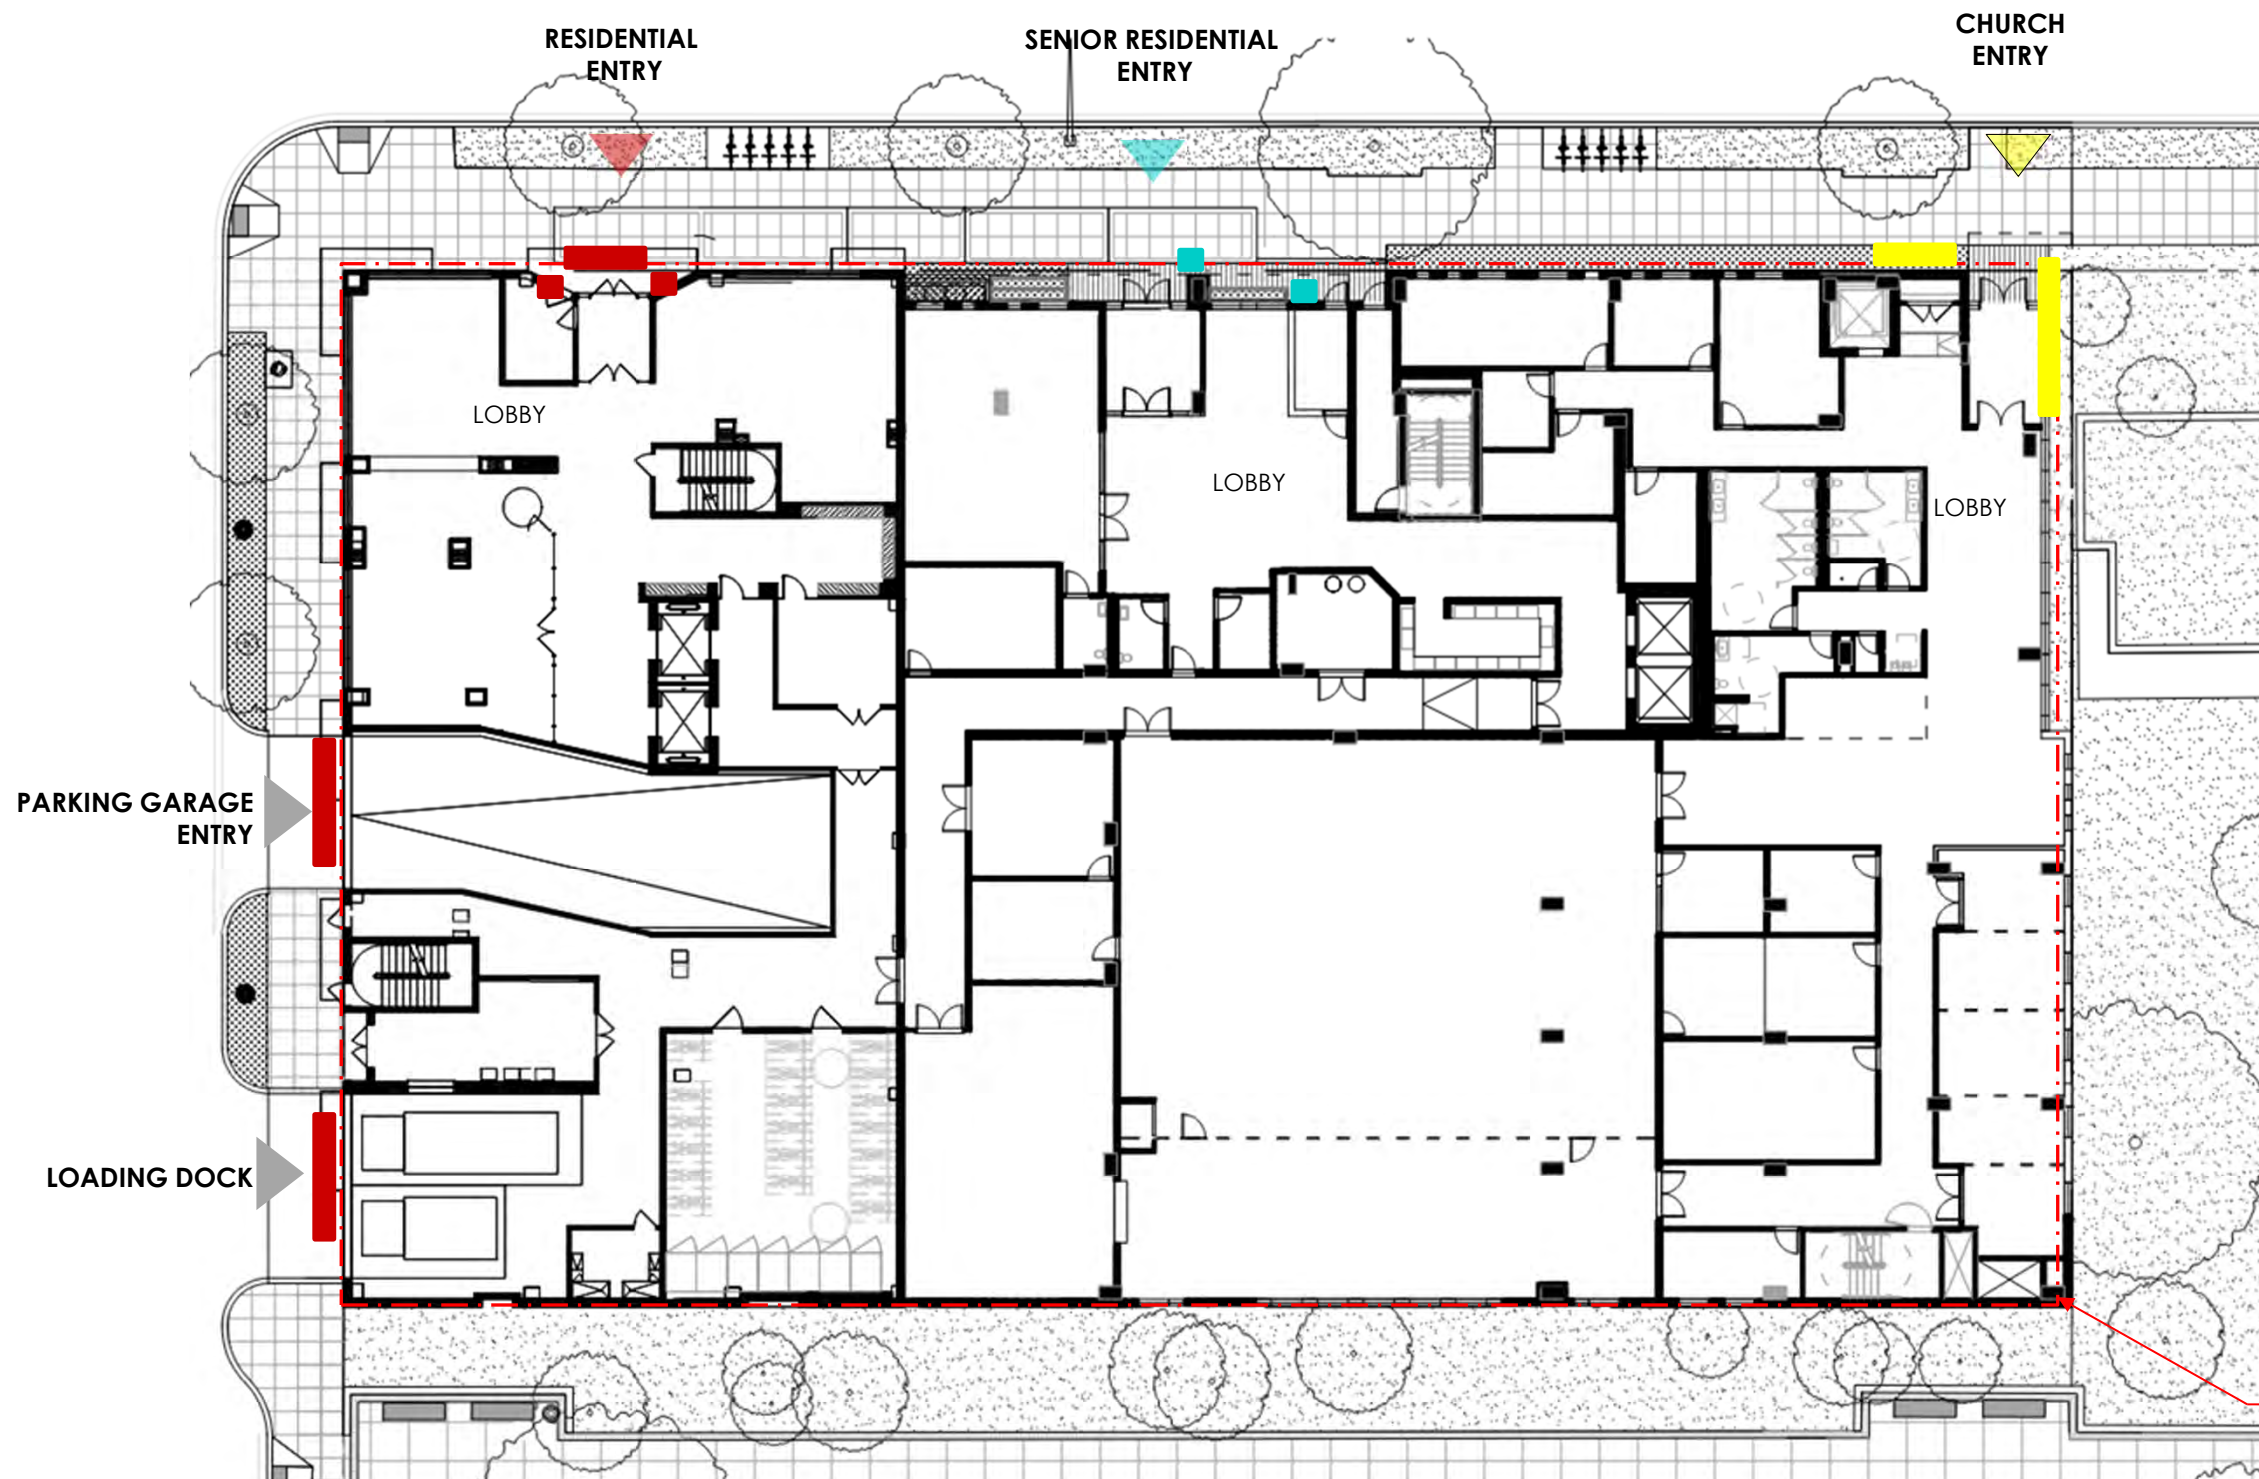 RESIDENTIAL
ENTRY
SENIOR RESIDENTIAL
ENTRY
CHURCH
ENTRY
LOBBY
LOBBY
LOBBY
PARKING GARAGE
ENTRY
LOADING DOCK